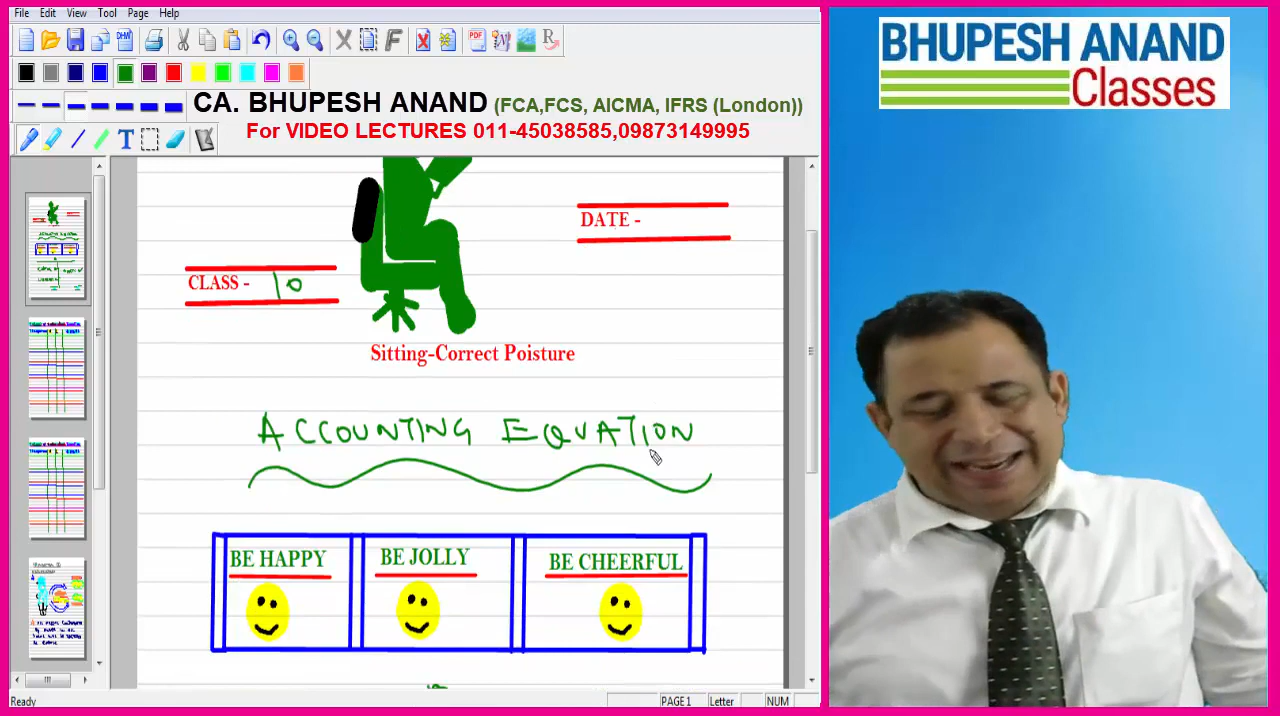 File Edit View Tool Page Help
BHUPESH ANAND
Classes
CA. BHUPESH ANAND (FCA,FCS, AICMA, IFRS (London))
For VIDEO LECTURES 011-45038585,09873149995
DATE -
CLASS - 10
Sitting-Correct Poisture
ACCOUNTING EQUATION
BE HAPPY BE JOLLY BE CHEERFUL
Ready PAGE1 Letter NUM